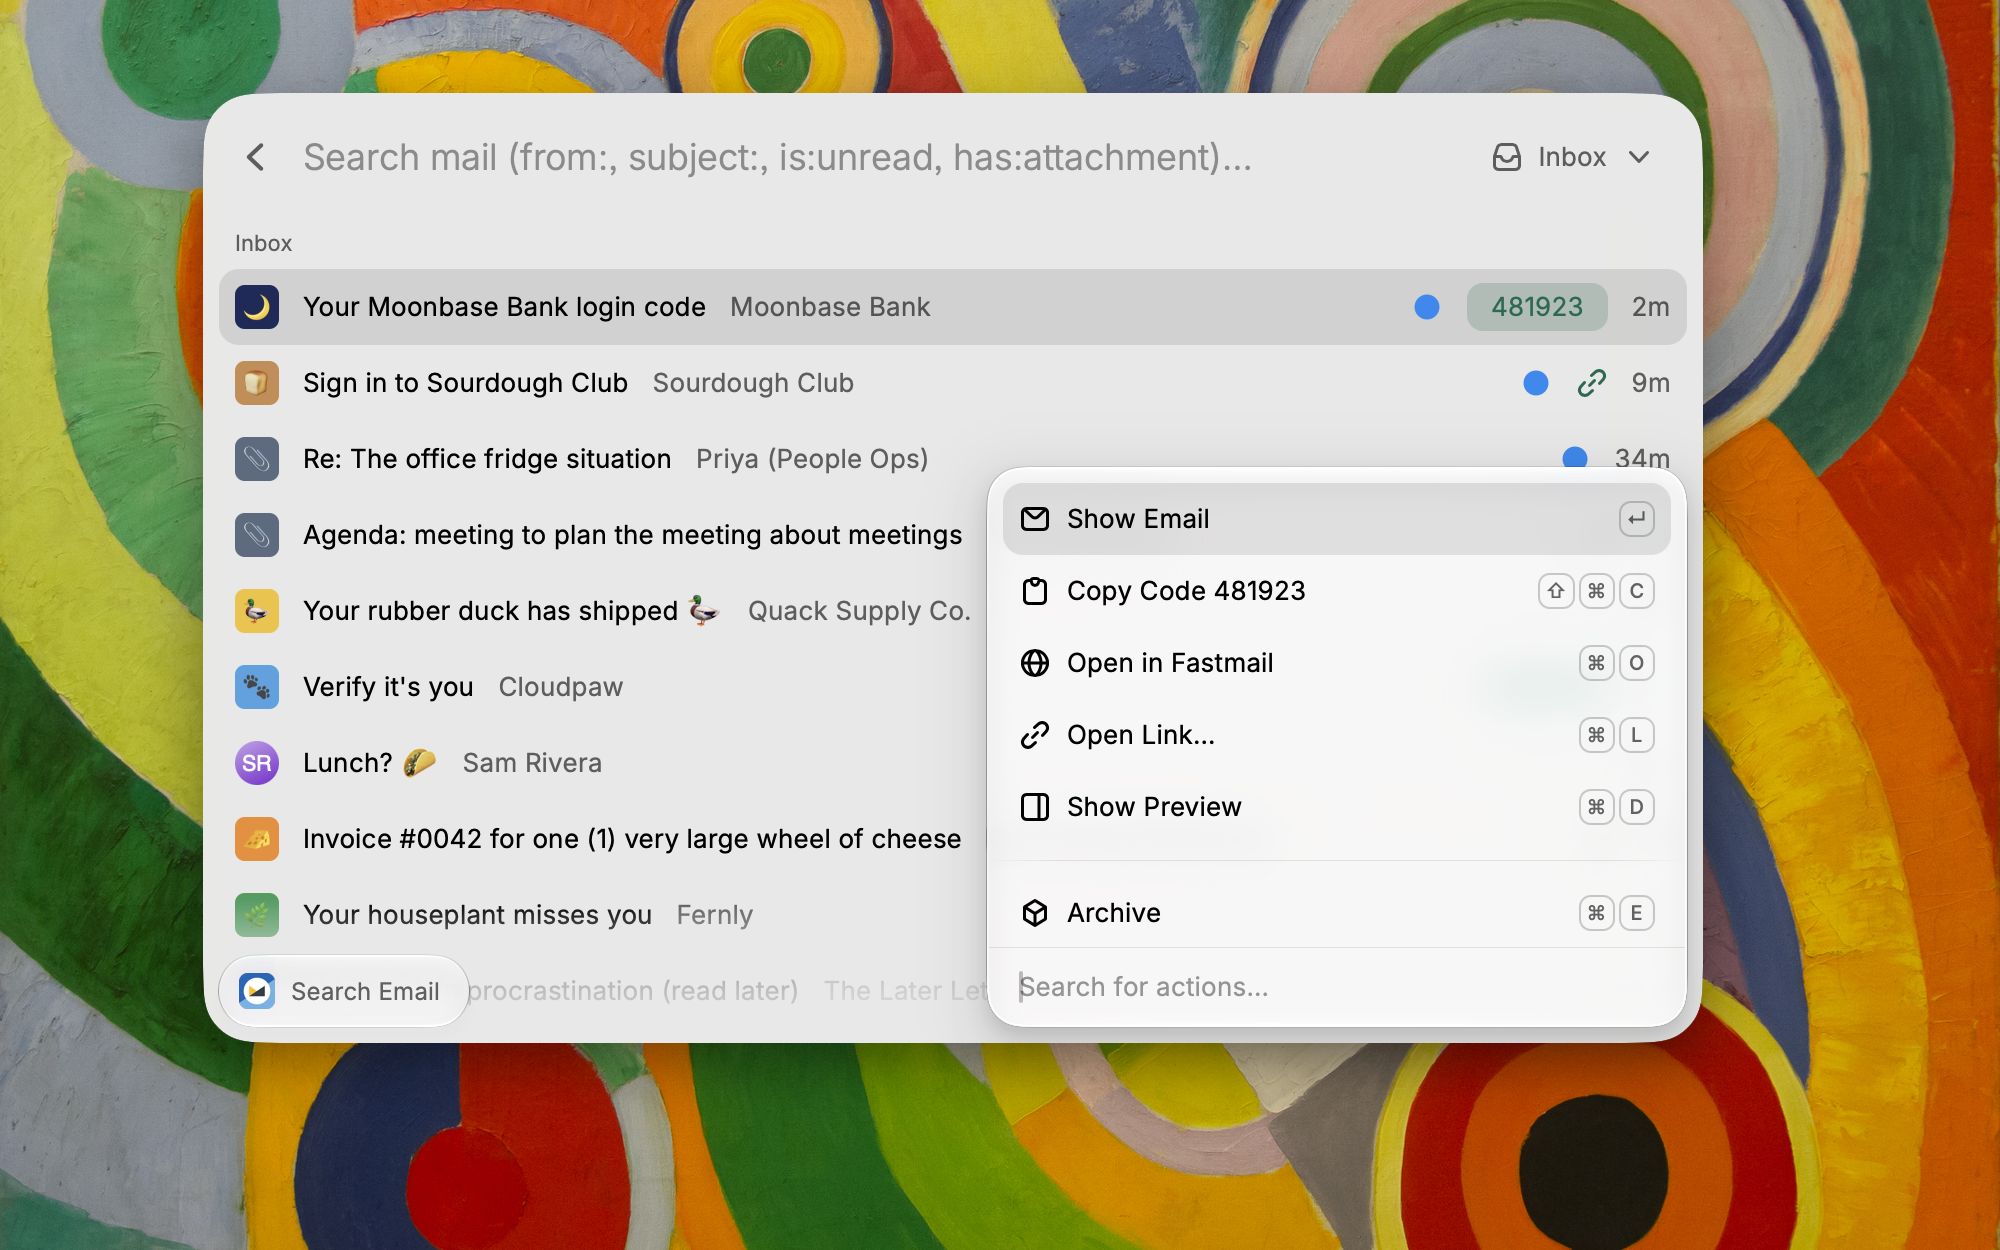 Search mail (from:, subject:, is:unread, has:attachment)...
Inbox
Inbox
Your Moonbase Bank login code Moonbase Bank 481923 2m
Sign in to Sourdough Club Sourdough Club 9m
Re: The office fridge situation Priya (People Ops) 34m
Agenda: meeting to plan the meeting about meetings
Your rubber duck has shipped 🦆 Quack Supply Co.
Verify it's you Cloudpaw
SR Lunch? 🌮 Sam Rivera
Invoice #0042 for one (1) very large wheel of cheese
Your houseplant misses you Fernly
Search Email procrastination (read later) The Later Let
Show Email ↵
Copy Code 481923 ⇧ ⌘ C
Open in Fastmail ⌘ O
Open Link... ⌘ L
Show Preview ⌘ D
Archive ⌘ E
Search for actions...